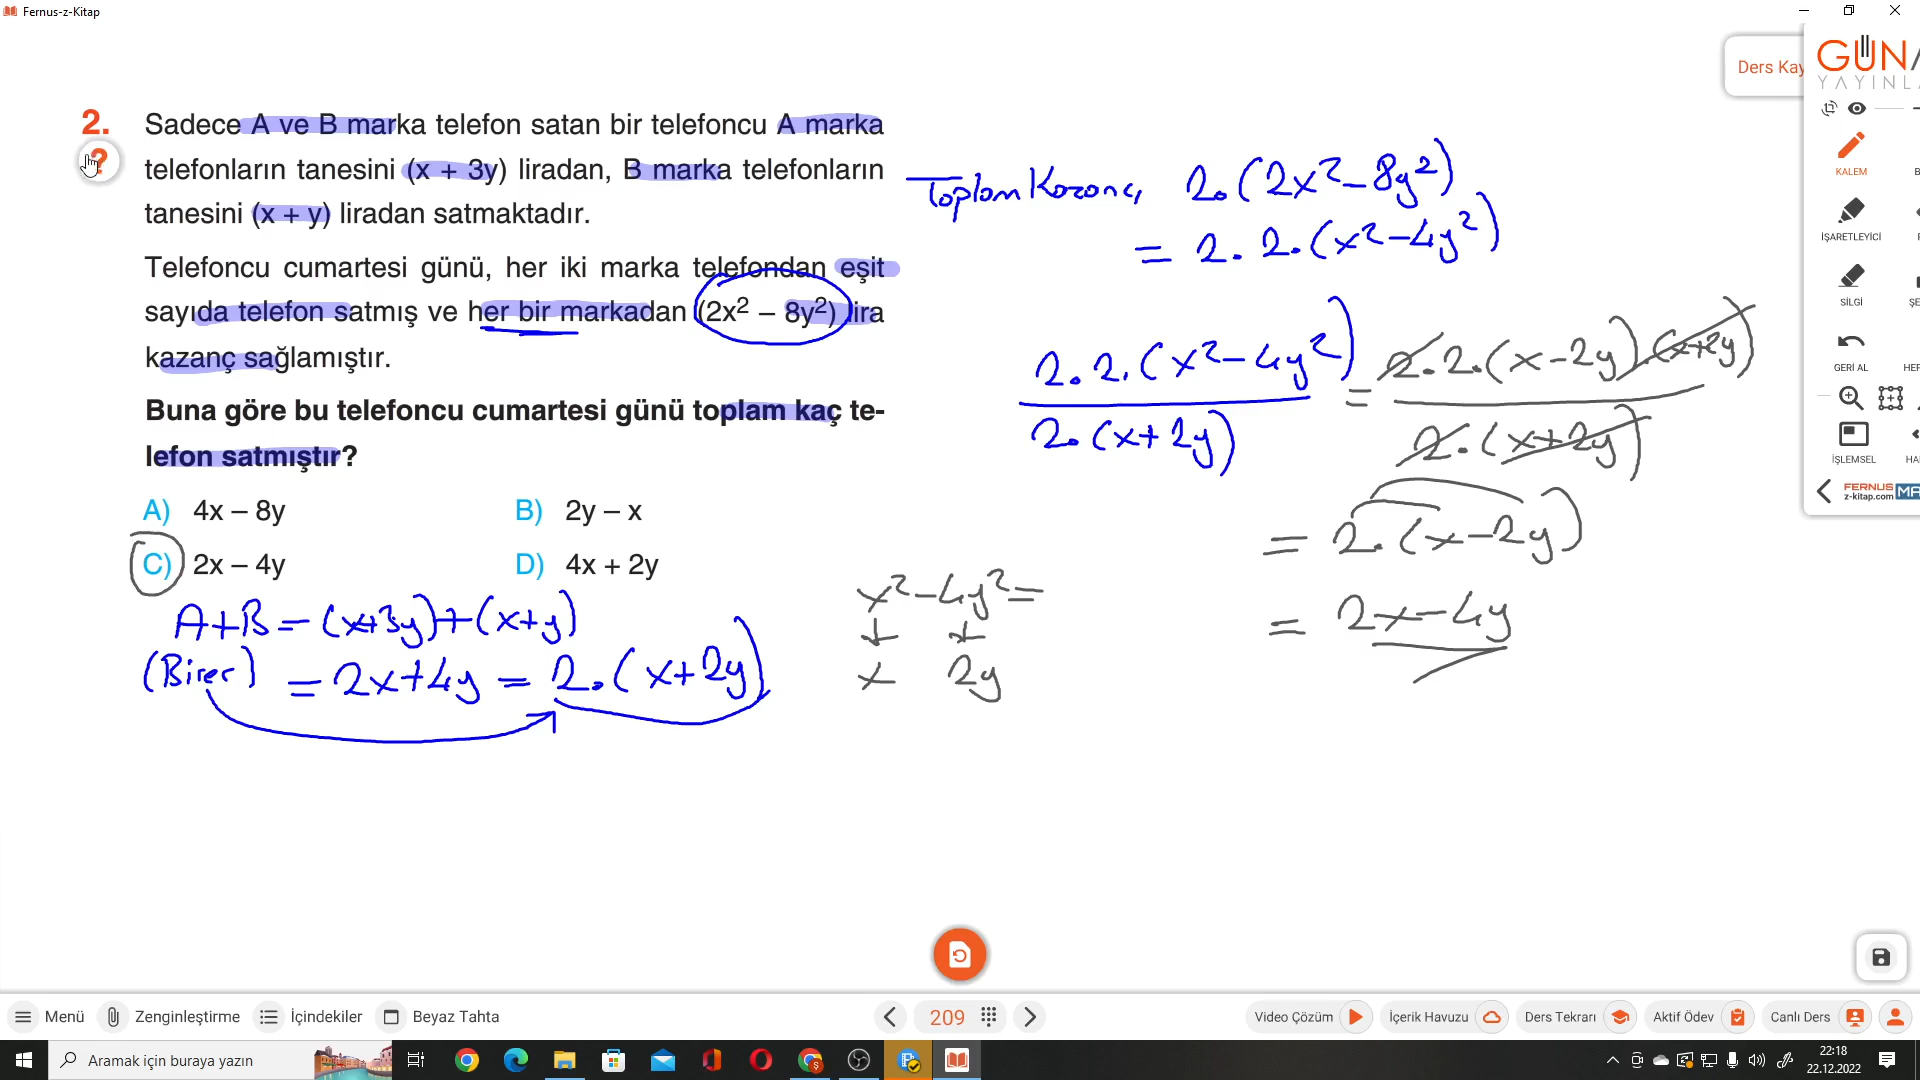 Fernus-z-Kitap
Ders Kay
GÜNA
YAYINL
2.
?
Sadece A ve B marka telefon satan bir telefoncu A marka
telefonların tanesini (x + 3y) liradan, B marka telefonların
tanesini (x + y) liradan satmaktadır.
Telefoncu cumartesi günü, her iki marka telefondan eşit
sayıda telefon satmış ve her bir markadan (2x² – 8y²) lira
kazanç sağlamıştır.
Buna göre bu telefoncu cumartesi günü toplam kaç te-
lefon satmıştır?
A) 4x – 8y
B) 2y – x
C) 2x – 4y
D) 4x + 2y
A+B = (x+3y)+(x+y)
(Birer) = 2x+4y = 2.(x+2y)
Toplam Kazanç 2.(2x²-8y²)
= 2.2.(x²-4y²)
2.2.(x²-4y²) = 2.2.(x-2y).(x+2y)
2.(x+2y) 2.(x+2y)
= 2.(x-2y)
= 2x-4y
x²-4y²=
x 2y
KALEM
İŞARETLEYİCİ
SİLGİ
GERİ AL
HEF
İŞLEMSEL
FERNUS
z-kitap.com
Menü
Zenginleştirme
İçindekiler
Beyaz Tahta
209
Video Çözüm
İçerik Havuzu
Ders Tekrarı
Aktif Ödev
Canlı Ders
Aramak için buraya yazın
22:18
22.12.2022